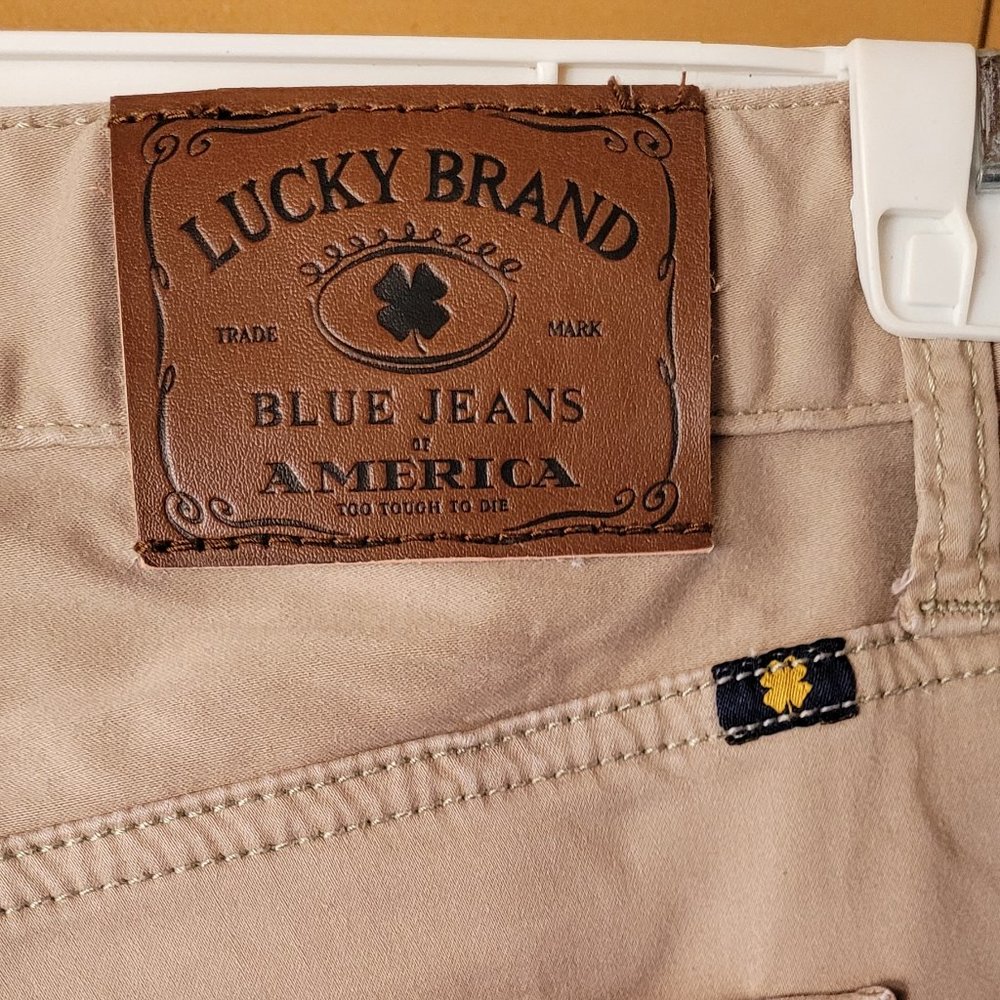 LUCKY BRAND
TRADE MARK
BLUE JEANS
OF
AMERICA
TOO TOUGH TO DIE